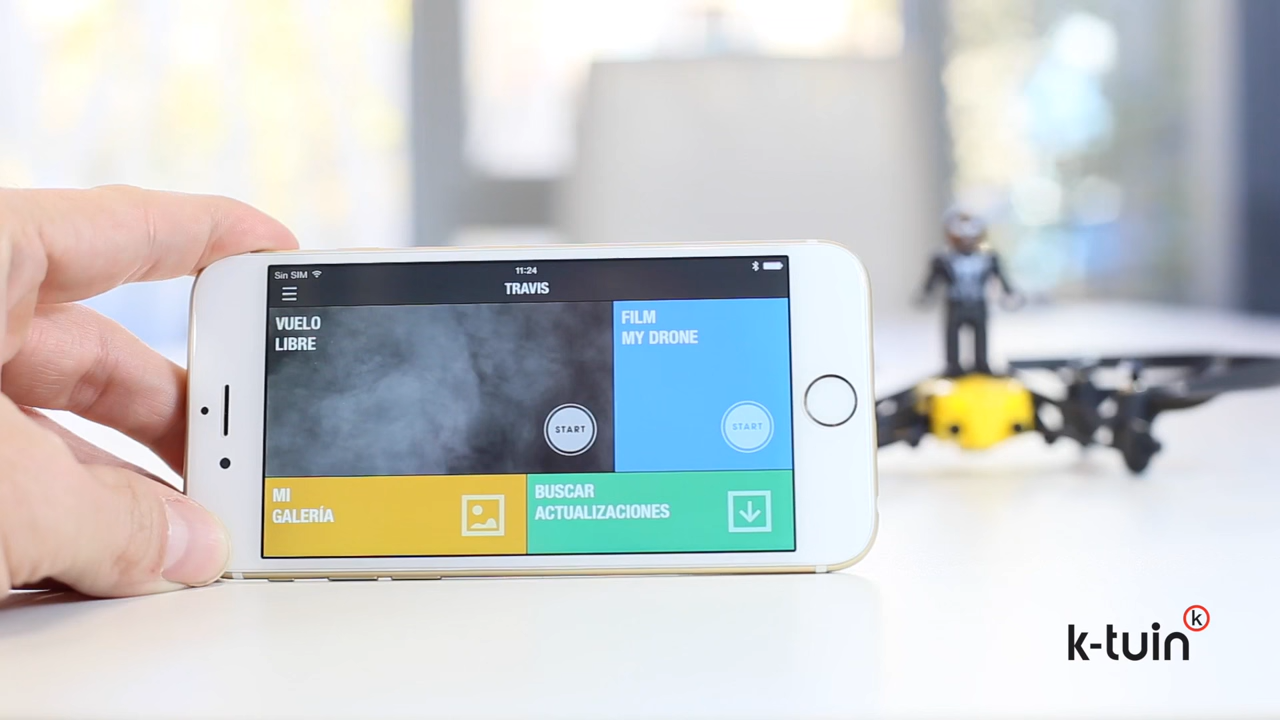 Sin SIM
11:24
TRAVIS
VUELO
LIBRE
START
FILM
MY DRONE
START
MI
GALERÍA
BUSCAR
ACTUALIZACIONES
k-tuin
k